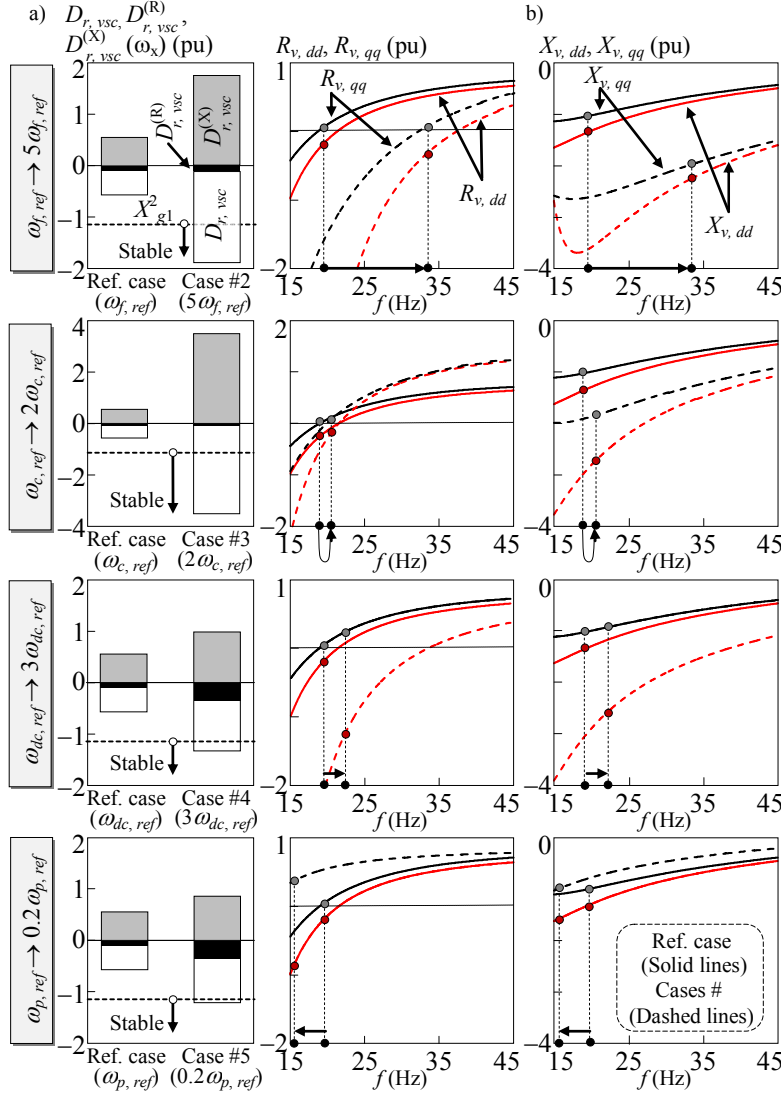 a) D_{r, vsc}, D_{r, vsc}^{(R)},
D_{r, vsc}^{(X)} (ω_x) (pu)
R_{v, dd}, R_{v, qq} (pu)
b) X_{v, dd}, X_{v, qq} (pu)
ω_{f, ref} → 5ω_{f, ref}
2
1
0
−1
−2
D_{r, vsc}^{(R)}
D_{r, vsc}^{(X)}
D_{r, vsc}
X_{g1}^2
Stable
Ref. case
(ω_{f, ref})
Case #2
(5ω_{f, ref})
1
−2
R_{v, qq}
R_{v, dd}
15 25 35 45
f (Hz)
−0
−4
X_{v, qq}
X_{v, dd}
15 25 35 45
f (Hz)
ω_{c, ref} → 2ω_{c, ref}
4
2
0
−2
−4
Stable
Ref. case
(ω_{c, ref})
Case #3
(2ω_{c, ref})
2
−2
15 25 35 45
f (Hz)
−0
−4
15 25 35 45
f (Hz)
ω_{dc, ref} → 3ω_{dc, ref}
2
1
0
−1
−2
Stable
Ref. case
(ω_{dc, ref})
Case #4
(3ω_{dc, ref})
1
−2
15 25 35 45
f (Hz)
−0
−4
15 25 35 45
f (Hz)
ω_{p, ref} → 0.2ω_{p, ref}
2
1
0
−1
−2
Stable
Ref. case
(ω_{p, ref})
Case #5
(0.2ω_{p, ref})
1
−2
15 25 35 45
f (Hz)
−0
−4
Ref. case
(Solid lines)
Cases #
(Dashed lines)
15 25 35 45
f (Hz)